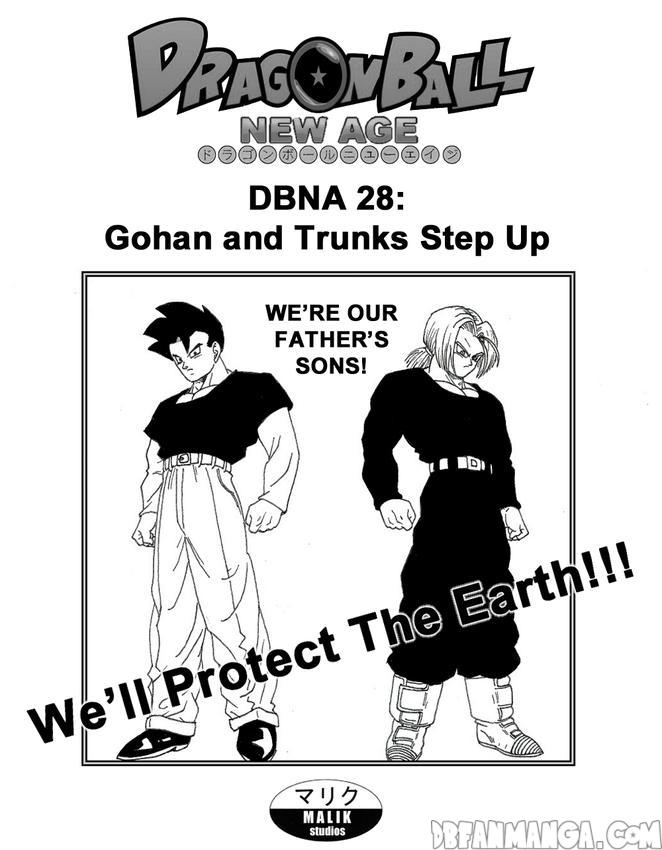 DRAGON BALL
NEW AGE
ドラゴンボールニューエイジ
DBNA 28:
Gohan and Trunks Step Up
WE'RE OUR
FATHER'S
SONS!
We'll Protect The Earth!!!
マリク
MALIK
studios
DBFANMANGA.COM